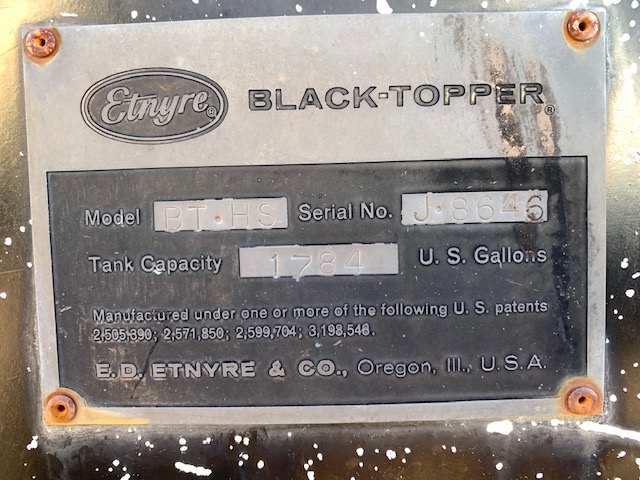 Etnyre® BLACK-TOPPER®
Model BT·HS Serial No. J·8646
Tank Capacity 1784 U. S. Gallons
Manufactured under one or more of the following U. S. patents
2,505,390; 2,571,850; 2,599,704; 3,198,546.
E.D. ETNYRE & CO., Oregon, Ill., U.S.A.